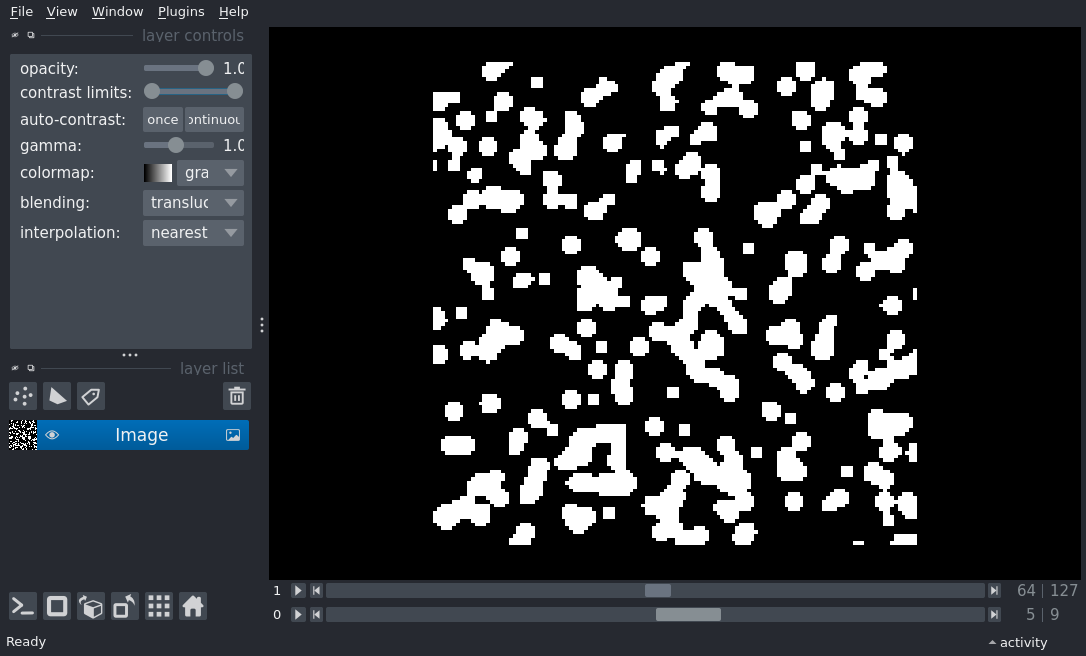 File View Window Plugins Help
layer controls
opacity: 1.0
contrast limits:
auto-contrast: once ontinuou
gamma: 1.0
colormap: gra
blending: transluc
interpolation: nearest
layer list
Image
1 64 127
0 5 9
Ready activity